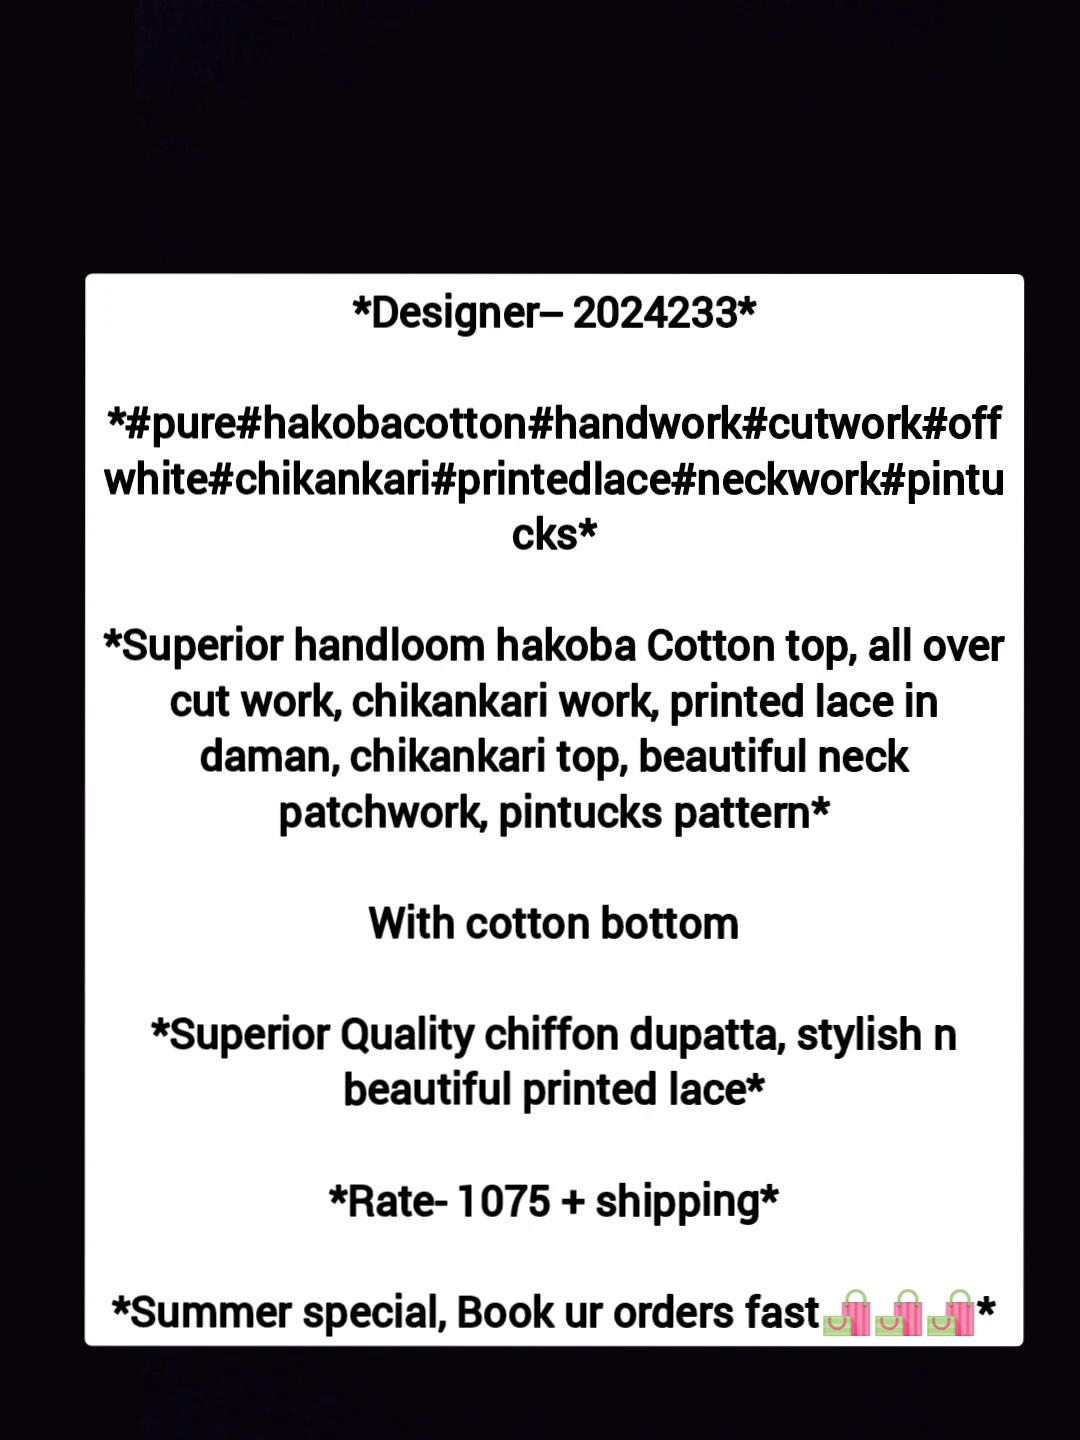 *Designer– 2024233*
*#pure#hakobacotton#handwork#cutwork#off
white#chikankari#printedlace#neckwork#pintu
cks*
*Superior handloom hakoba Cotton top, all over
cut work, chikankari work, printed lace in
daman, chikankari top, beautiful neck
patchwork, pintucks pattern*
With cotton bottom
*Superior Quality chiffon dupatta, stylish n
beautiful printed lace*
*Rate- 1075 + shipping*
*Summer special, Book ur orders fast🛍️🛍️🛍️*